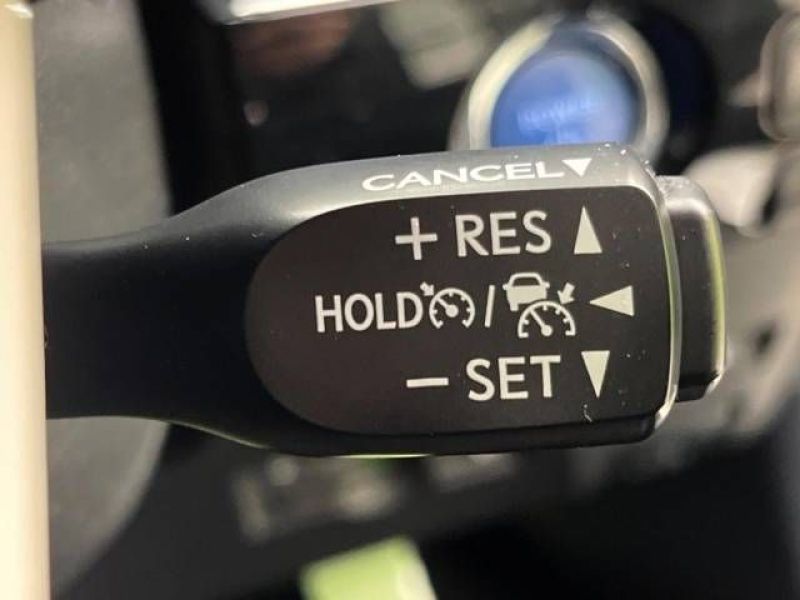 CANCEL▼
+ RES ▲
HOLD / ◀
− SET ▼